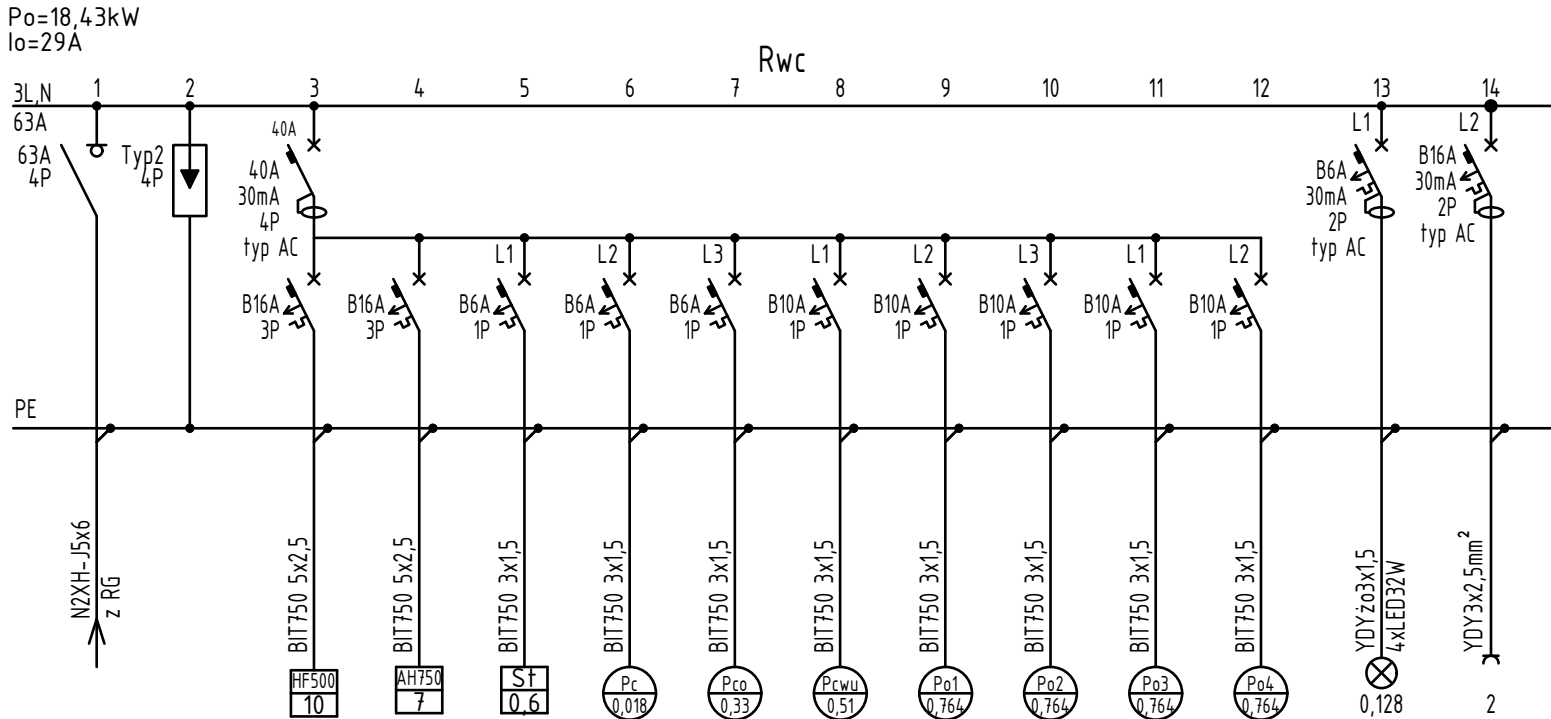 Po=18,43kW
Io=29A
Rwc
1 2 3 4 5 6 7 8 9 10 11 12 13 14
3L,N
63A
63A
4P
Typ2
4P
40A
40A
30mA
4P
typ AC
L1
B6A
30mA
2P
typ AC
L2
B16A
30mA
2P
typ AC
L1 L2 L3 L1 L2 L3 L1 L2
B16A B16A B6A B6A B6A B10A B10A B10A B10A B10A
3P 3P 1P 1P 1P 1P 1P 1P 1P 1P
PE
N2XH-J5x6
z RG
BIT750 5x2,5
BIT750 5x2,5
BIT750 3x1,5
BIT750 3x1,5
BIT750 3x1,5
BIT750 3x1,5
BIT750 3x1,5
BIT750 3x1,5
BIT750 3x1,5
BIT750 3x1,5
YDYżo3x1,5
4xLED32W
YDY3x2,5mm²
HF500
10
AH750
7
St
0,6
Pc
0,018
Pco
0,33
Pcwu
0,51
Po1
0,764
Po2
0,764
Po3
0,764
Po4
0,764
0,128
2